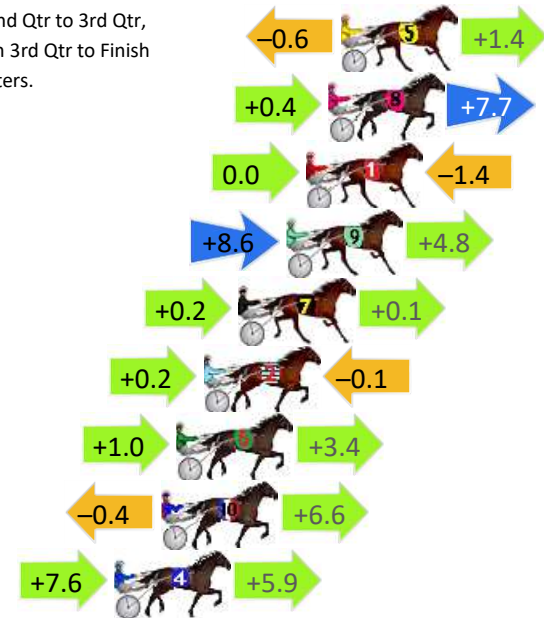 nd Qtr to 3rd Qtr,
–0.6 5 +1.4
n 3rd Qtr to Finish
ters.
+0.4 8 +7.7
0.0 1 –1.4
+8.6 9 +4.8
+0.2 7 +0.1
+0.2 2 –0.1
+1.0 6 +3.4
–0.4 10 +6.6
+7.6 4 +5.9